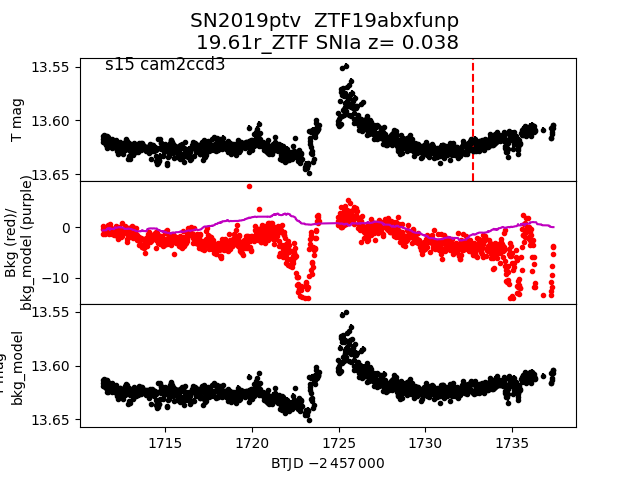 SN2019ptv ZTF19abxfunp
19.61r_ZTF SNIa z= 0.038
s15 cam2ccd3
13.55
13.60
13.65
T mag
0
−10
Bkg (red)/
bkg_model (purple)
13.55
13.60
13.65
mag
bkg_model
1715
1720
1725
1730
1735
BTJD −2 457 000